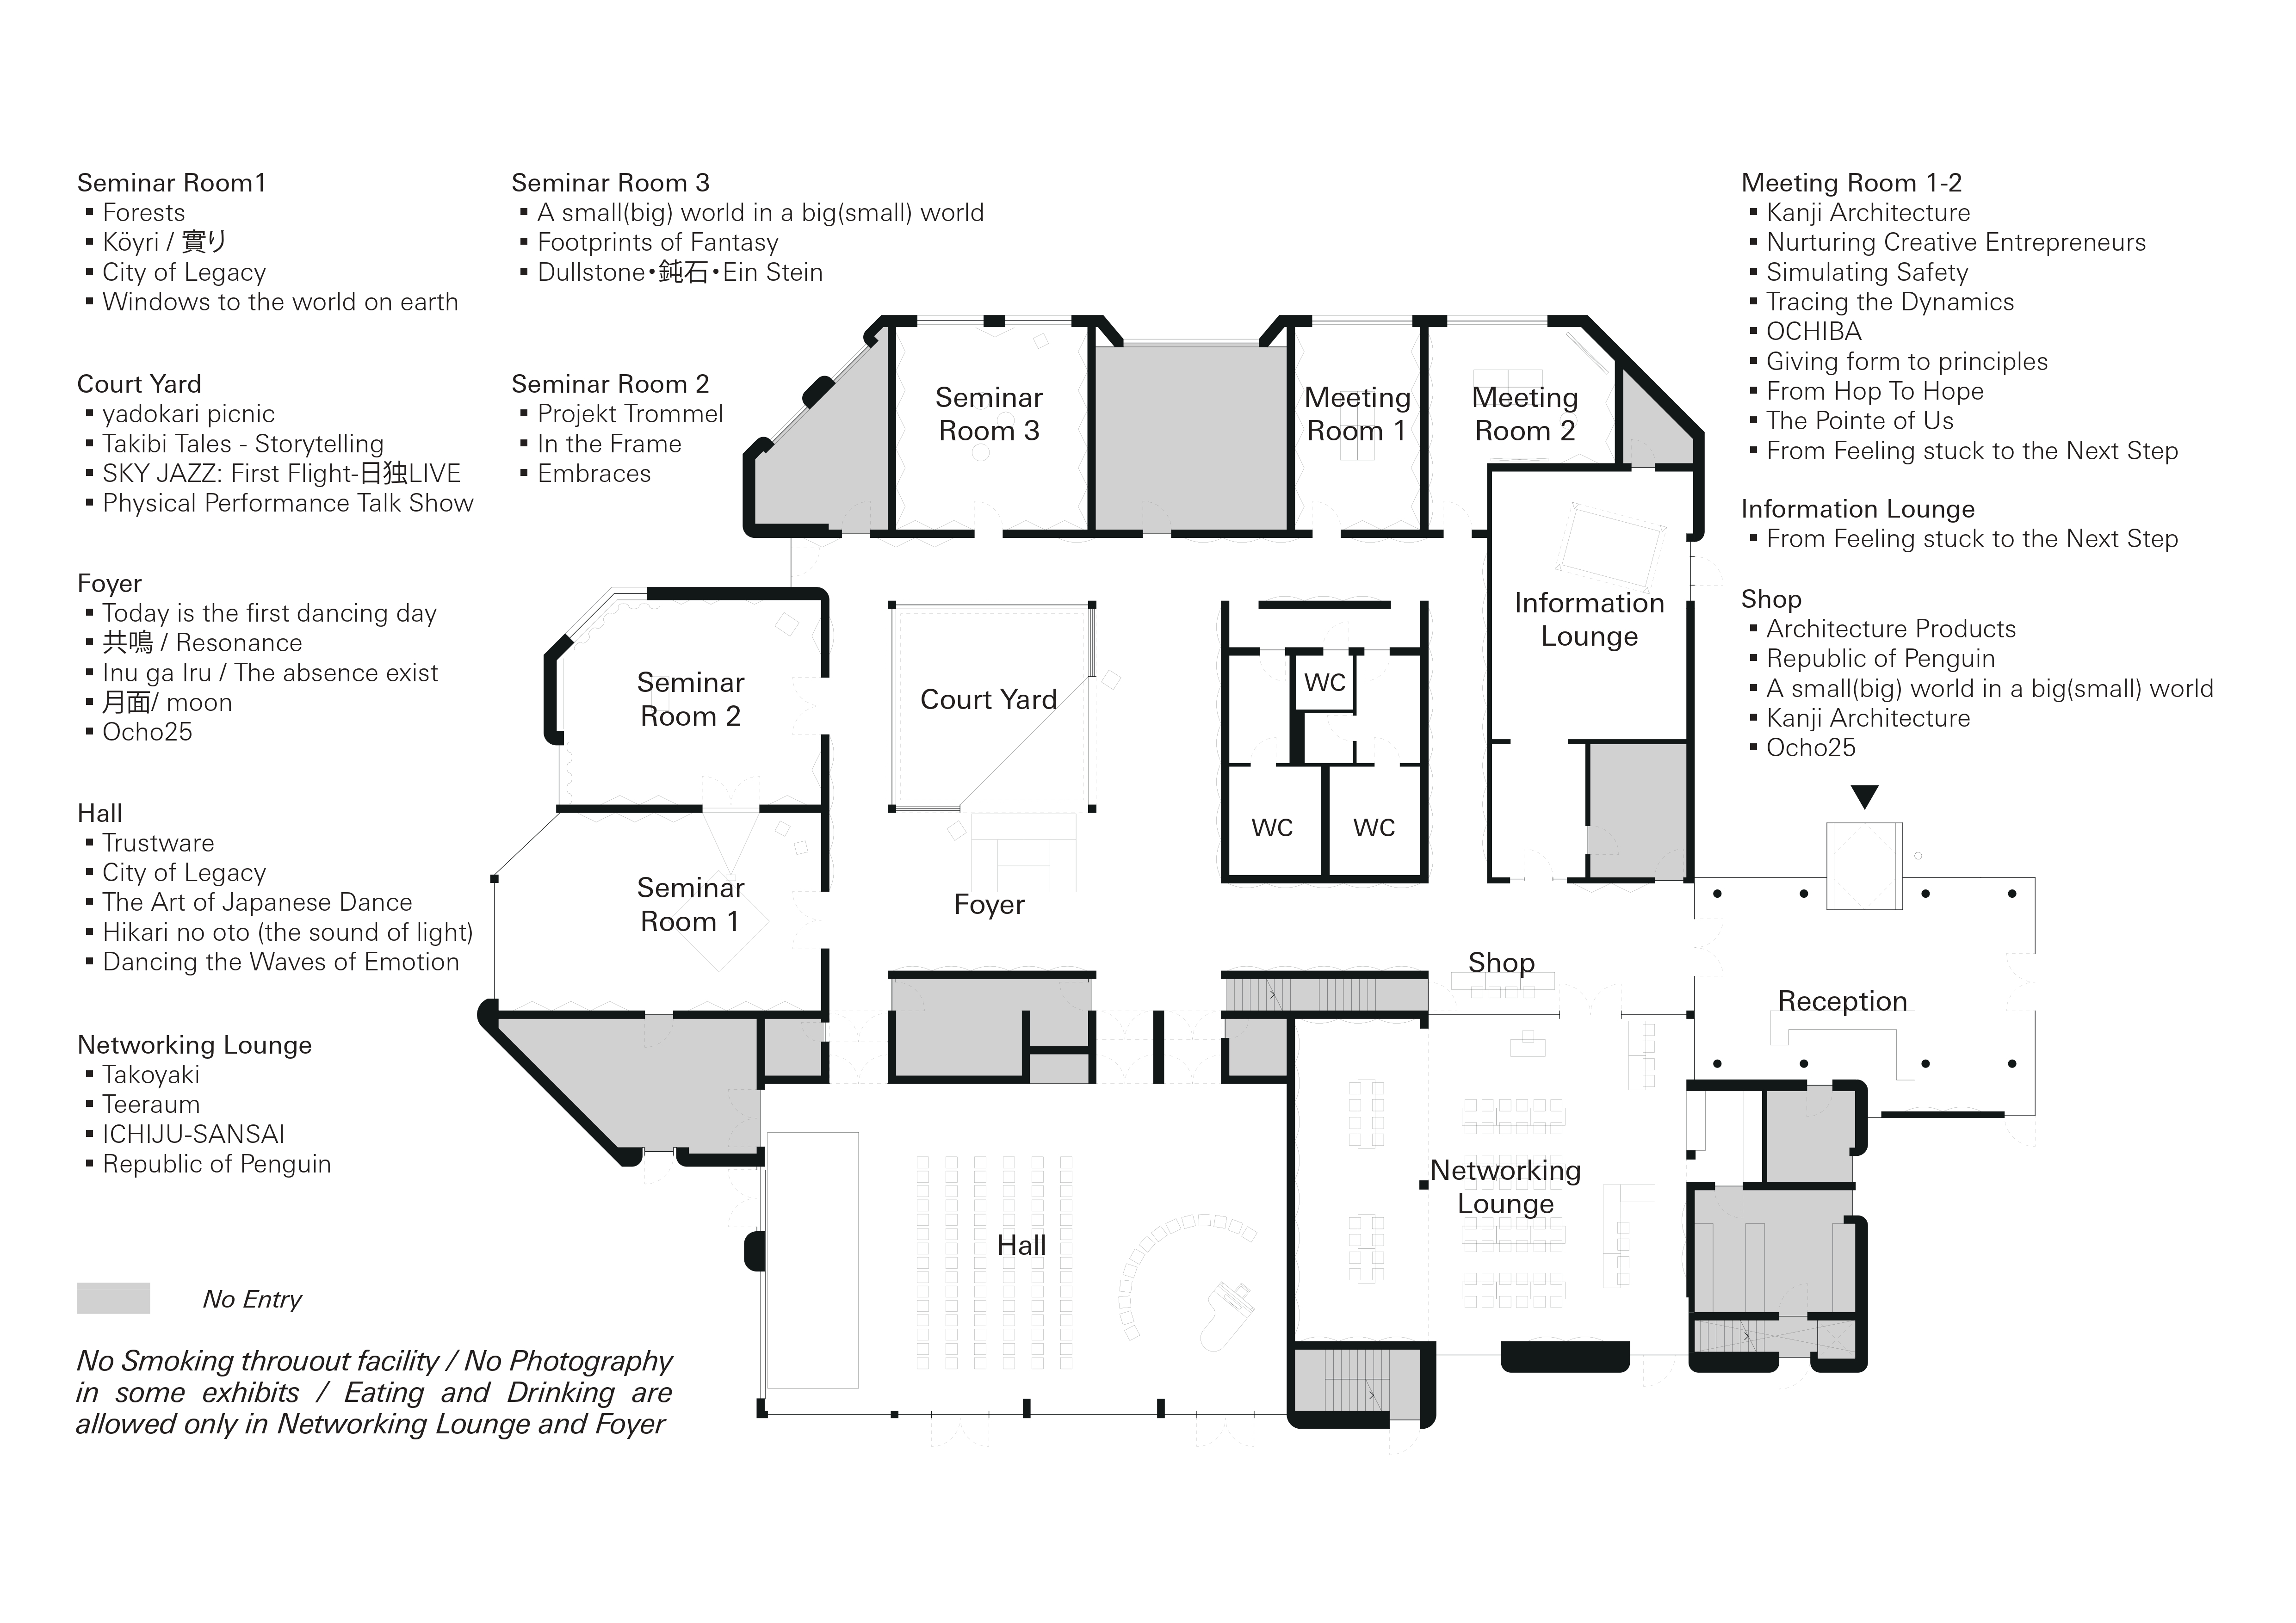 Seminar Room1
▪ Forests
▪ Köyri / 實り
▪ City of Legacy
▪ Windows to the world on earth
Court Yard
▪ yadokari picnic
▪ Takibi Tales - Storytelling
▪ SKY JAZZ: First Flight-日独LIVE
▪ Physical Performance Talk Show
Foyer
▪ Today is the first dancing day
▪ 共鳴 / Resonance
▪ Inu ga Iru / The absence exist
▪ 月面/ moon
▪ Ocho25
Hall
▪ Trustware
▪ City of Legacy
▪ The Art of Japanese Dance
▪ Hikari no oto (the sound of light)
▪ Dancing the Waves of Emotion
Networking Lounge
▪ Takoyaki
▪ Teeraum
▪ ICHIJU-SANSAI
▪ Republic of Penguin
No Entry
No Smoking throuout facility / No Photography
in some exhibits / Eating and Drinking are
allowed only in Networking Lounge and Foyer
Seminar Room 3
▪ A small(big) world in a big(small) world
▪ Footprints of Fantasy
▪ Dullstone・鈍石・Ein Stein
Seminar Room 2
▪ Projekt Trommel
▪ In the Frame
▪ Embraces
Seminar
Room 3
Meeting
Room 1
Meeting
Room 2
Information
Lounge
Seminar
Room 2
Court Yard
WC
WC
WC
Seminar
Room 1
Foyer
Shop
Reception
Networking
Lounge
Hall
Meeting Room 1-2
▪ Kanji Architecture
▪ Nurturing Creative Entrepreneurs
▪ Simulating Safety
▪ Tracing the Dynamics
▪ OCHIBA
▪ Giving form to principles
▪ From Hop To Hope
▪ The Pointe of Us
▪ From Feeling stuck to the Next Step
Information Lounge
▪ From Feeling stuck to the Next Step
Shop
▪ Architecture Products
▪ Republic of Penguin
▪ A small(big) world in a big(small) world
▪ Kanji Architecture
▪ Ocho25